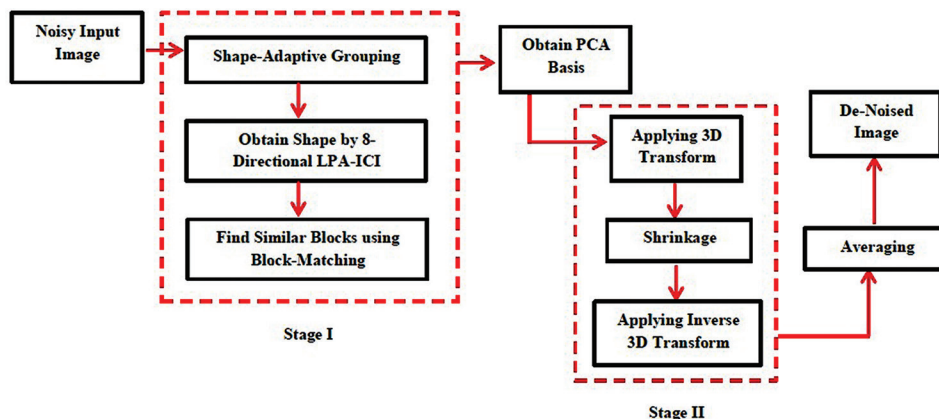 Noisy Input
Image
Shape-Adaptive Grouping
Obtain Shape by 8-
Directional LPA-ICI
Find Similar Blocks using
Block-Matching
Stage I
Obtain PCA
Basis
Applying 3D
Transform
Shrinkage
Applying Inverse
3D Transform
Stage II
Averaging
De-Noised
Image